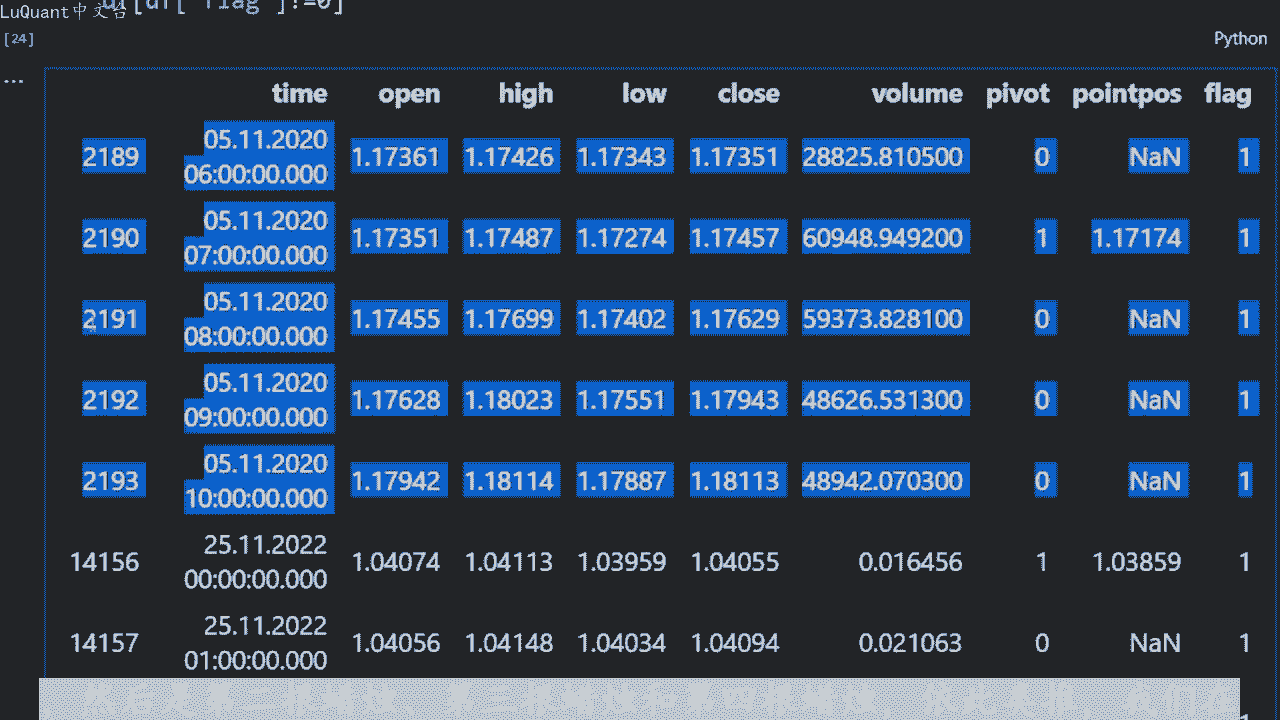 LuQuant中文台
df[df['flag']!=0]
[24]
Python
...
time open high low close volume pivot pointpos flag
2189 05.11.2020 06:00:00.000 1.17361 1.17426 1.17343 1.17351 28825.810500 0 NaN 1
2190 05.11.2020 07:00:00.000 1.17351 1.17487 1.17274 1.17457 60948.949200 1 1.17174 1
2191 05.11.2020 08:00:00.000 1.17455 1.17699 1.17402 1.17629 59373.828100 0 NaN 1
2192 05.11.2020 09:00:00.000 1.17628 1.18023 1.17551 1.17943 48626.531300 0 NaN 1
2193 05.11.2020 10:00:00.000 1.17942 1.18114 1.17887 1.18113 48942.070300 0 NaN 1
14156 25.11.2022 00:00:00.000 1.04074 1.04113 1.03959 1.04055 0.016456 1 1.03859 1
14157 25.11.2022 01:00:00.000 1.04056 1.04148 1.04034 1.04094 0.021063 0 NaN 1